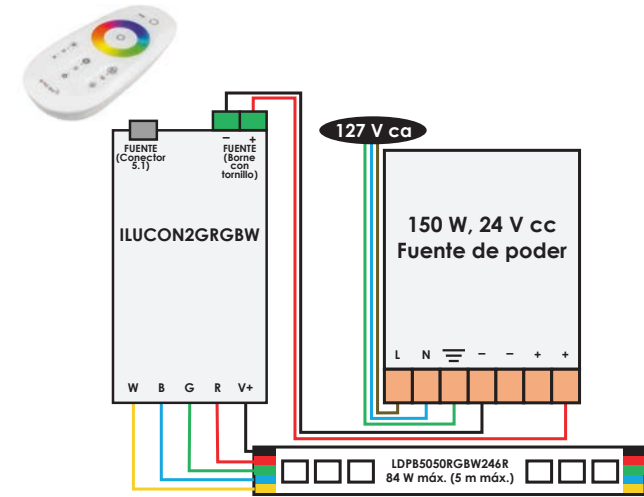 127 V ca
− +
FUENTE
(Conector
5.1)
FUENTE
(Borne
con
tornillo)
ILUCON2GRGBW
150 W, 24 V cc
Fuente de poder
L N − − + +
W B G R V+
LDPB5050RGBW246R
84 W máx. (5 m máx.)